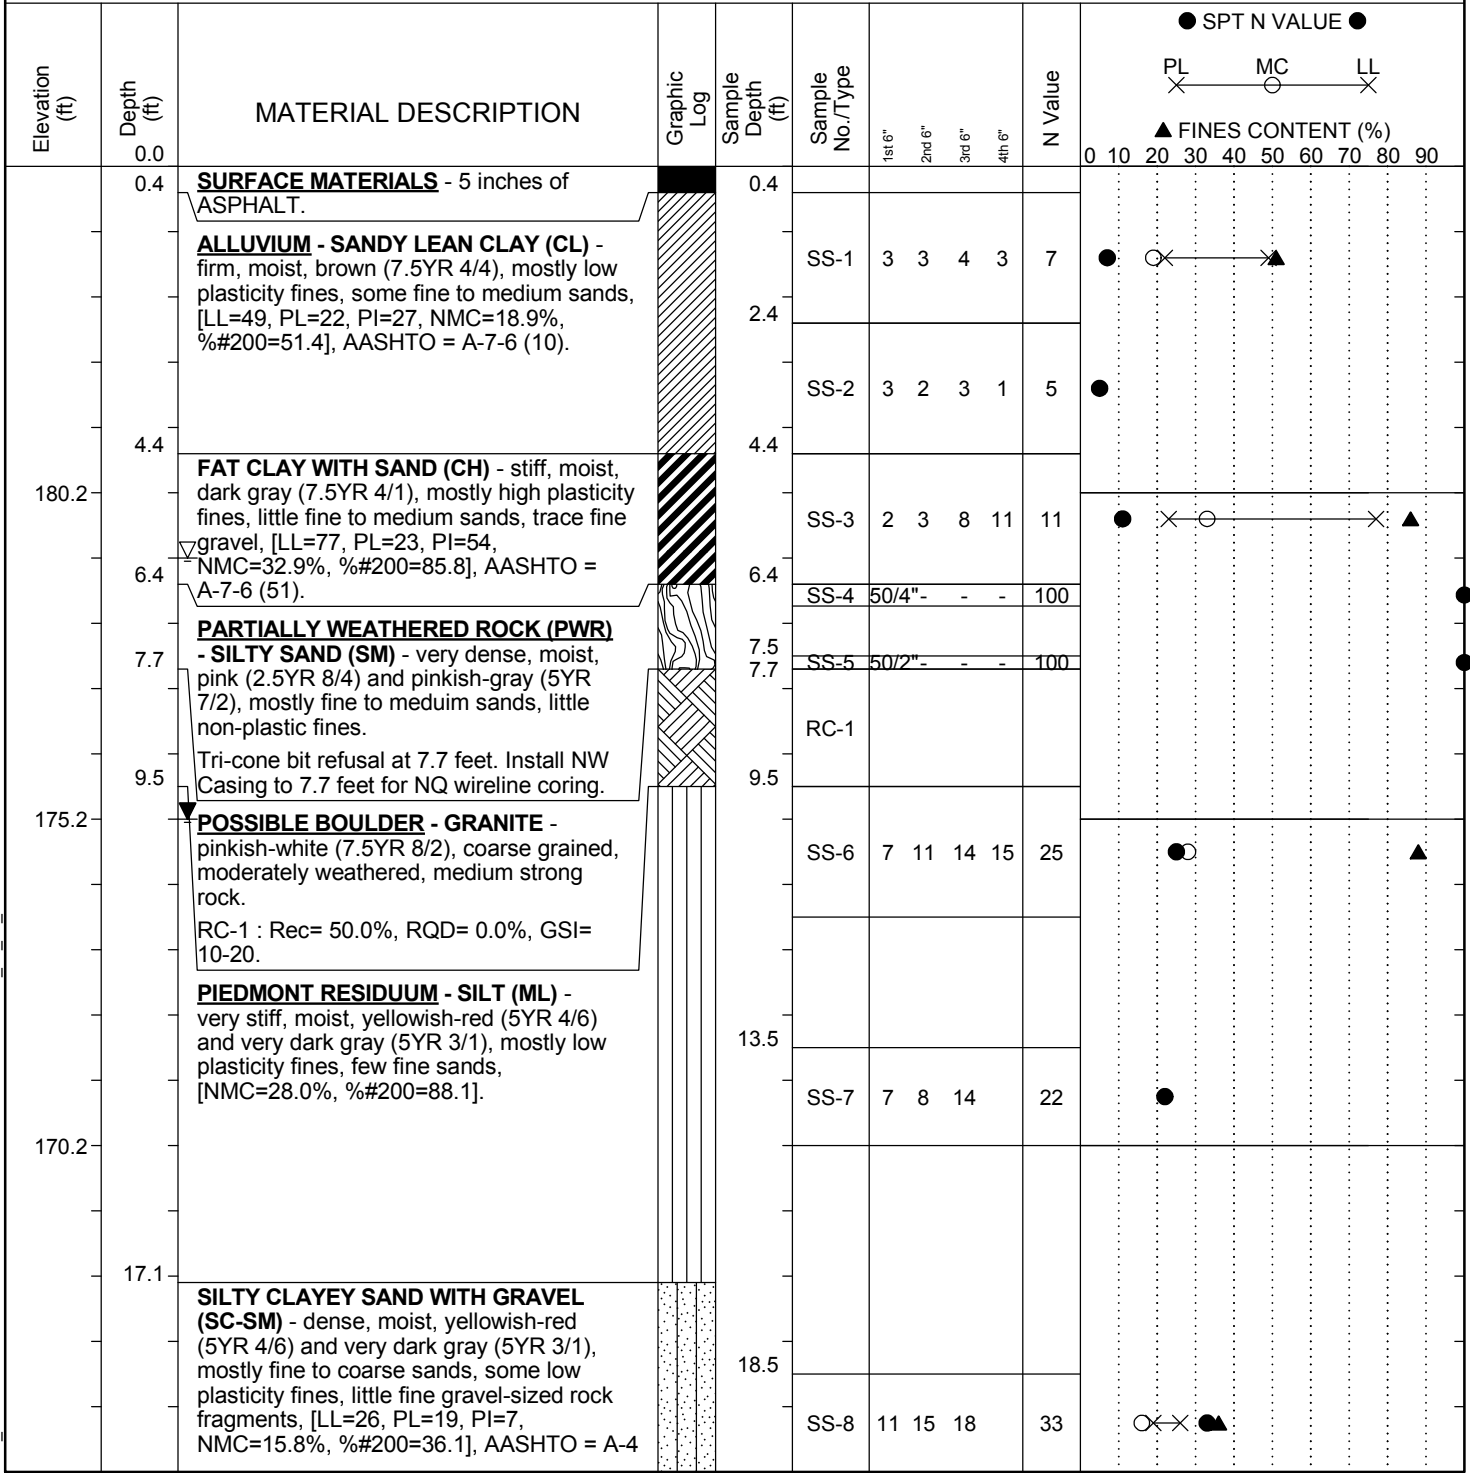 ● SPT N VALUE ●
PL MC LL
▲ FINES CONTENT (%)
0 10 20 30 40 50 60 70 80 90
Elevation (ft)
Depth (ft)
0.0
MATERIAL DESCRIPTION
Graphic Log
Sample Depth (ft)
Sample No./Type
1st 6"
2nd 6"
3rd 6"
4th 6"
N Value
0.4
SURFACE MATERIALS - 5 inches of
ASPHALT.
0.4
ALLUVIUM - SANDY LEAN CLAY (CL) -
firm, moist, brown (7.5YR 4/4), mostly low
plasticity fines, some fine to medium sands,
[LL=49, PL=22, PI=27, NMC=18.9%,
%#200=51.4], AASHTO = A-7-6 (10).
SS-1 3 3 4 3 7
2.4
SS-2 3 2 3 1 5
4.4
4.4
FAT CLAY WITH SAND (CH) - stiff, moist,
dark gray (7.5YR 4/1), mostly high plasticity
fines, little fine to medium sands, trace fine
gravel, [LL=77, PL=23, PI=54,
NMC=32.9%, %#200=85.8], AASHTO =
A-7-6 (51).
180.2
SS-3 2 3 8 11 11
6.4
6.4
SS-4 50/4" - - - 100
PARTIALLY WEATHERED ROCK (PWR)
- SILTY SAND (SM) - very dense, moist,
pink (2.5YR 8/4) and pinkish-gray (5YR
7/2), mostly fine to meduim sands, little
non-plastic fines.
7.7
7.5
7.7
SS-5 50/2" - - - 100
RC-1
Tri-cone bit refusal at 7.7 feet. Install NW
Casing to 7.7 feet for NQ wireline coring.
9.5
9.5
175.2
POSSIBLE BOULDER - GRANITE -
pinkish-white (7.5YR 8/2), coarse grained,
moderately weathered, medium strong
rock.
SS-6 7 11 14 15 25
RC-1 : Rec= 50.0%, RQD= 0.0%, GSI=
10-20.
PIEDMONT RESIDUUM - SILT (ML) -
very stiff, moist, yellowish-red (5YR 4/6)
and very dark gray (5YR 3/1), mostly low
plasticity fines, few fine sands,
[NMC=28.0%, %#200=88.1].
13.5
SS-7 7 8 14 22
170.2
17.1
SILTY CLAYEY SAND WITH GRAVEL
(SC-SM) - dense, moist, yellowish-red
(5YR 4/6) and very dark gray (5YR 3/1),
mostly fine to coarse sands, some low
plasticity fines, little fine gravel-sized rock
fragments, [LL=26, PL=19, PI=7,
NMC=15.8%, %#200=36.1], AASHTO = A-4
18.5
SS-8 11 15 18 33